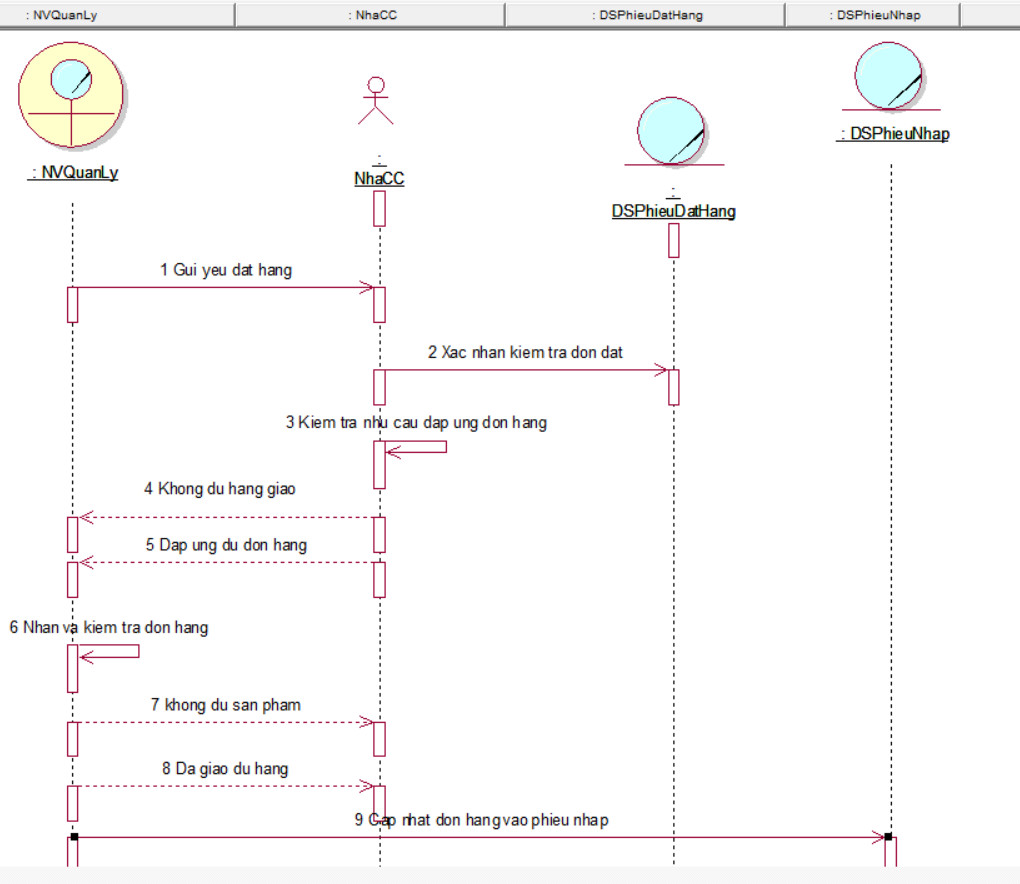 : NVQuanLy
: NhaCC
: DSPhieuDatHang
: DSPhieuNhap
: NVQuanLy
:
NhaCC
:
DSPhieuDatHang
: DSPhieuNhap
1 Gui yeu dat hang
2 Xac nhan kiem tra don dat
3 Kiem tra nhu cau dap ung don hang
4 Khong du hang giao
5 Dap ung du don hang
6 Nhan va kiem tra don hang
7 khong du san pham
8 Da giao du hang
9 Cap nhat don hang vao phieu nhap